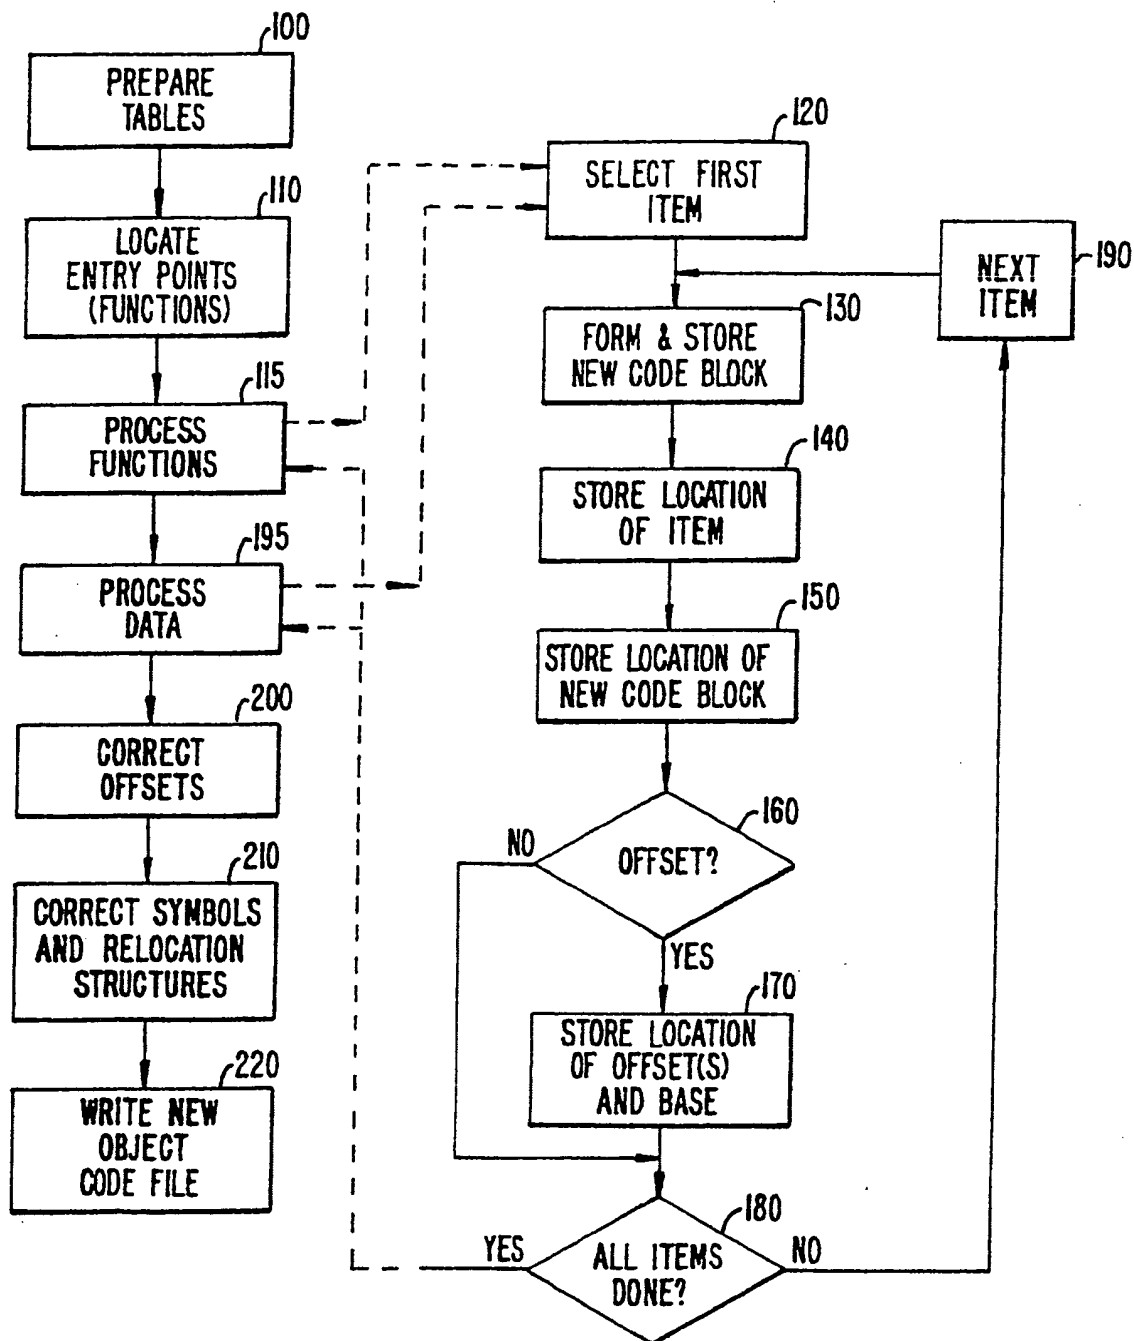 100
PREPARE
TABLES
110
LOCATE
ENTRY POINTS
(FUNCTIONS)
115
PROCESS
FUNCTIONS
195
PROCESS
DATA
200
CORRECT
OFFSETS
210
CORRECT SYMBOLS
AND RELOCATION
STRUCTURES
220
WRITE NEW
OBJECT
CODE FILE
120
SELECT FIRST
ITEM
190
NEXT
ITEM
130
FORM & STORE
NEW CODE BLOCK
140
STORE LOCATION
OF ITEM
150
STORE LOCATION OF
NEW CODE BLOCK
160
OFFSET?
NO
YES
170
STORE LOCATION
OF OFFSET(S)
AND BASE
180
ALL ITEMS
DONE?
YES
NO